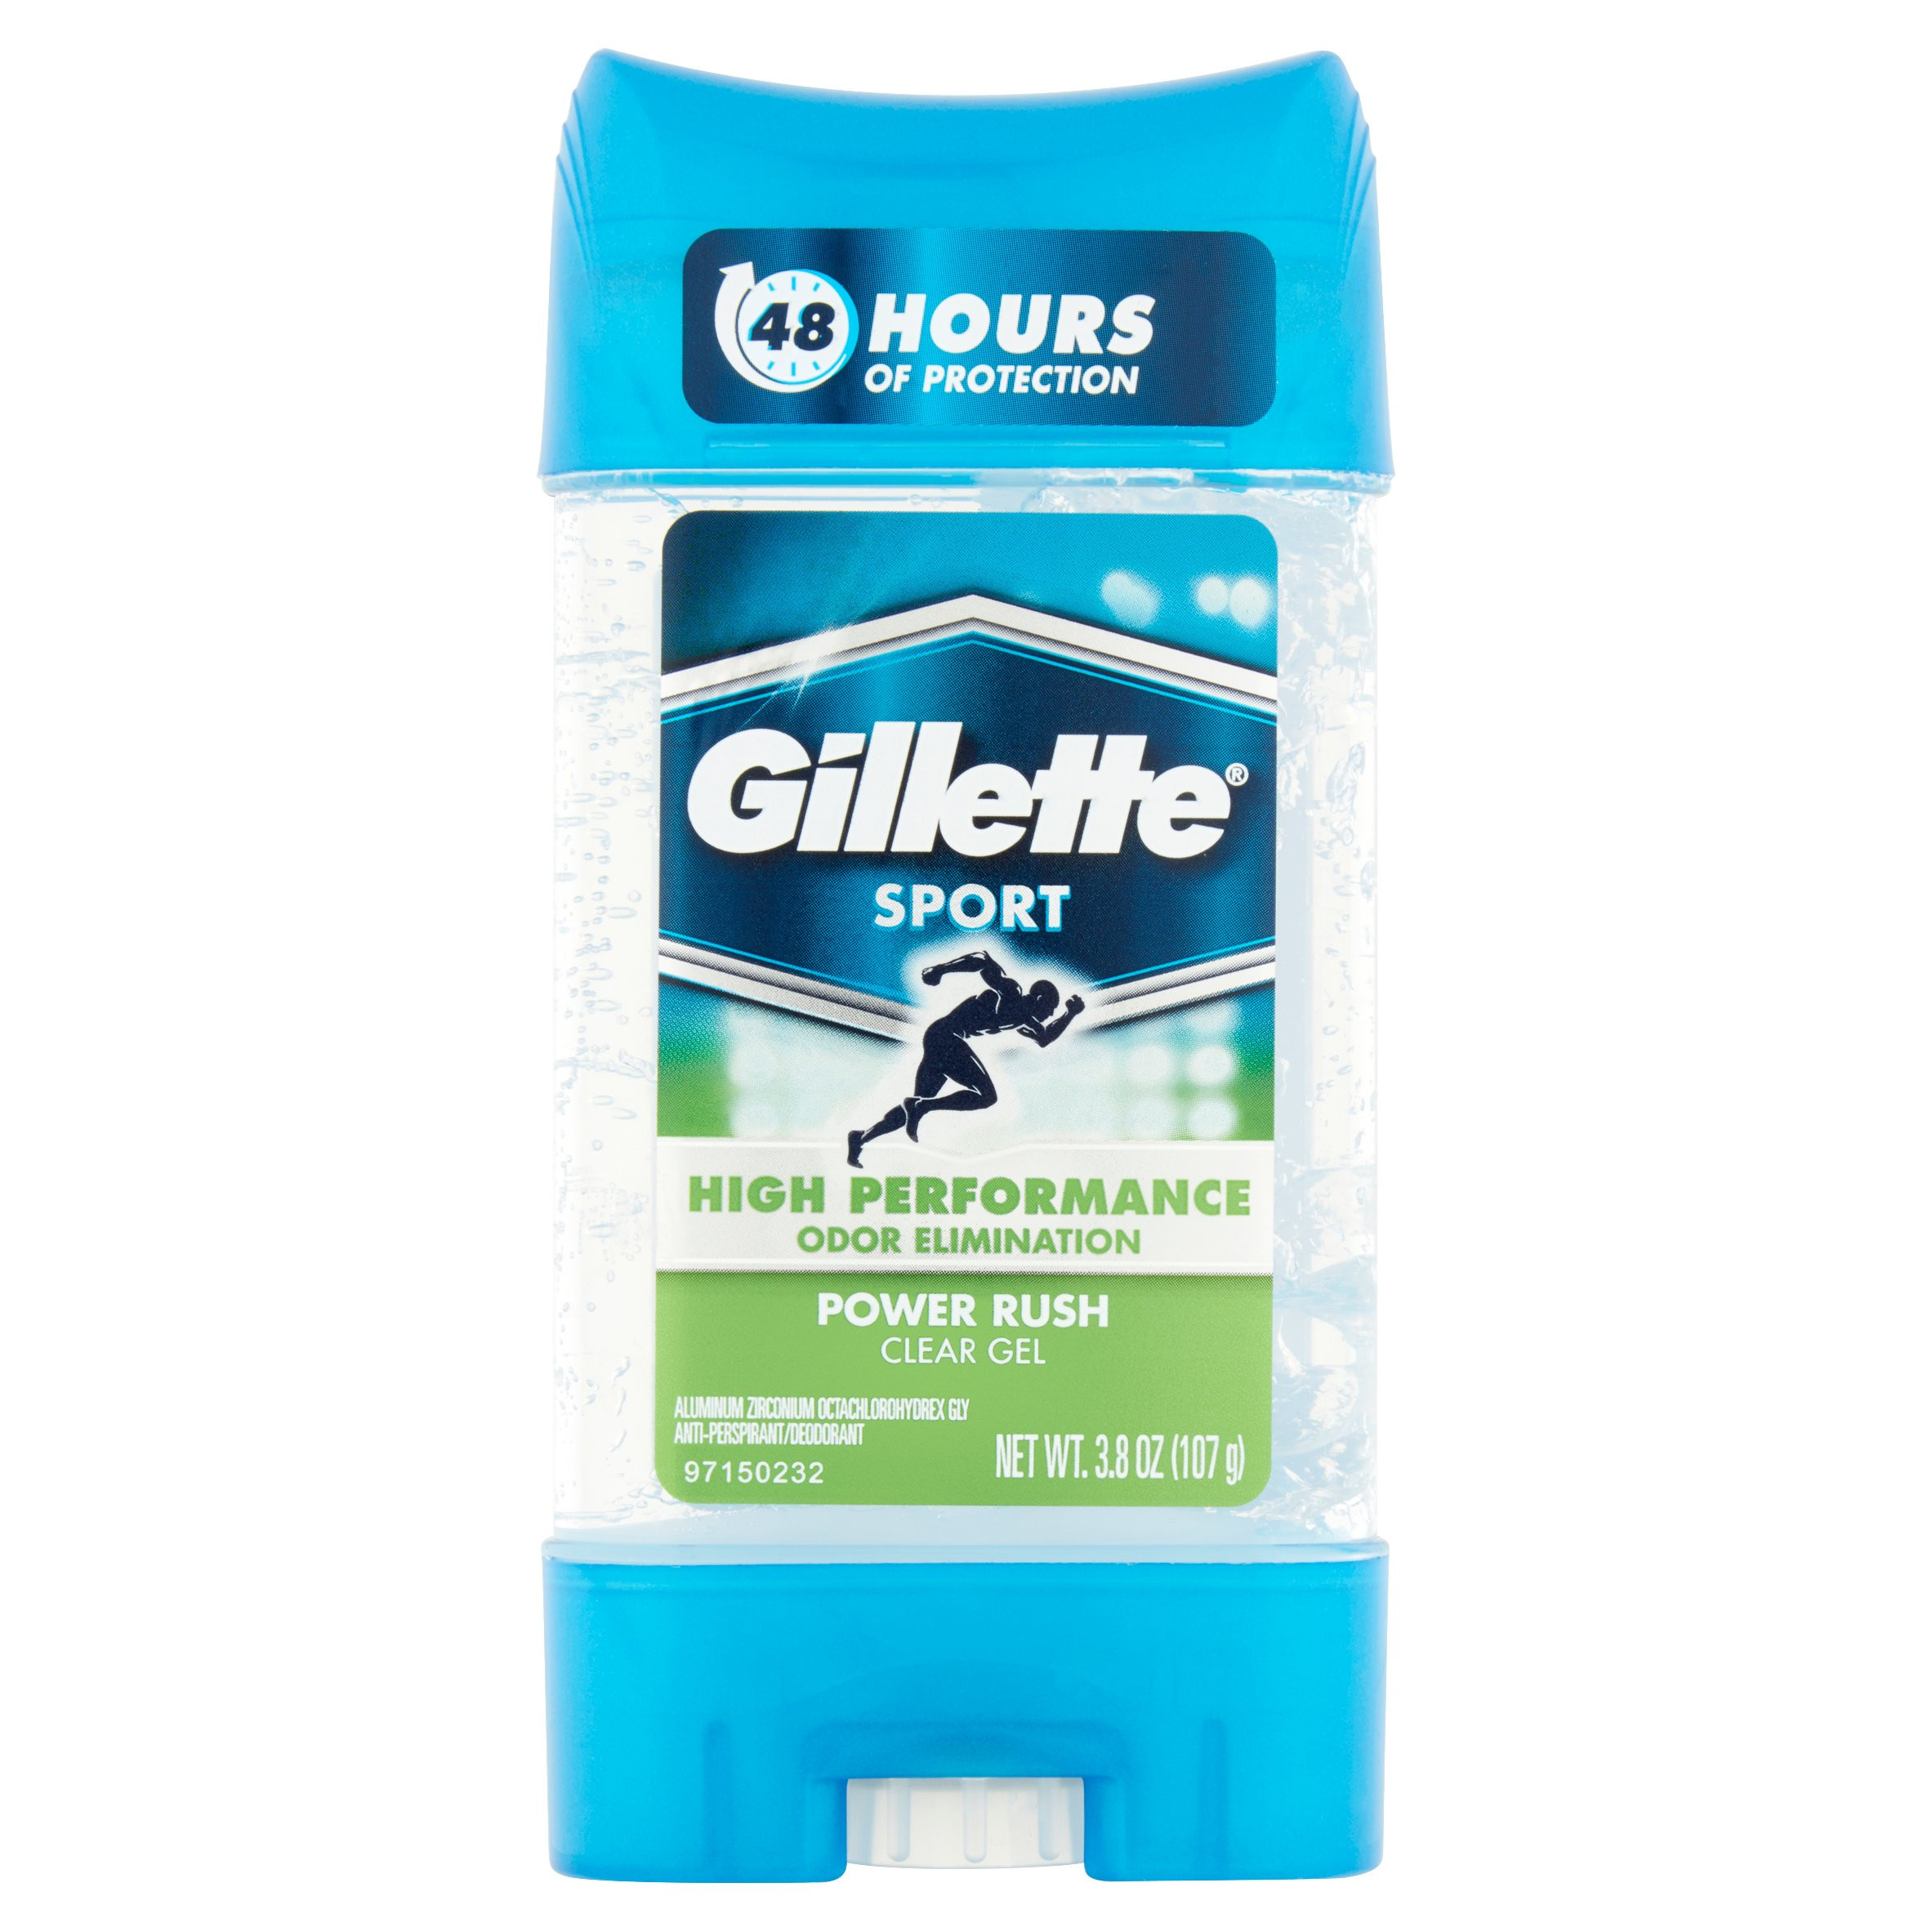 48 HOURS
OF PROTECTION
Gillette®
SPORT
HIGH PERFORMANCE
ODOR ELIMINATION
POWER RUSH
CLEAR GEL
ALUMINUM ZIRCONIUM OCTACHLOROHYDREX GLY
ANTI-PERSPIRANT/DEODORANT
97150232
NET WT. 3.8 OZ (107 g)